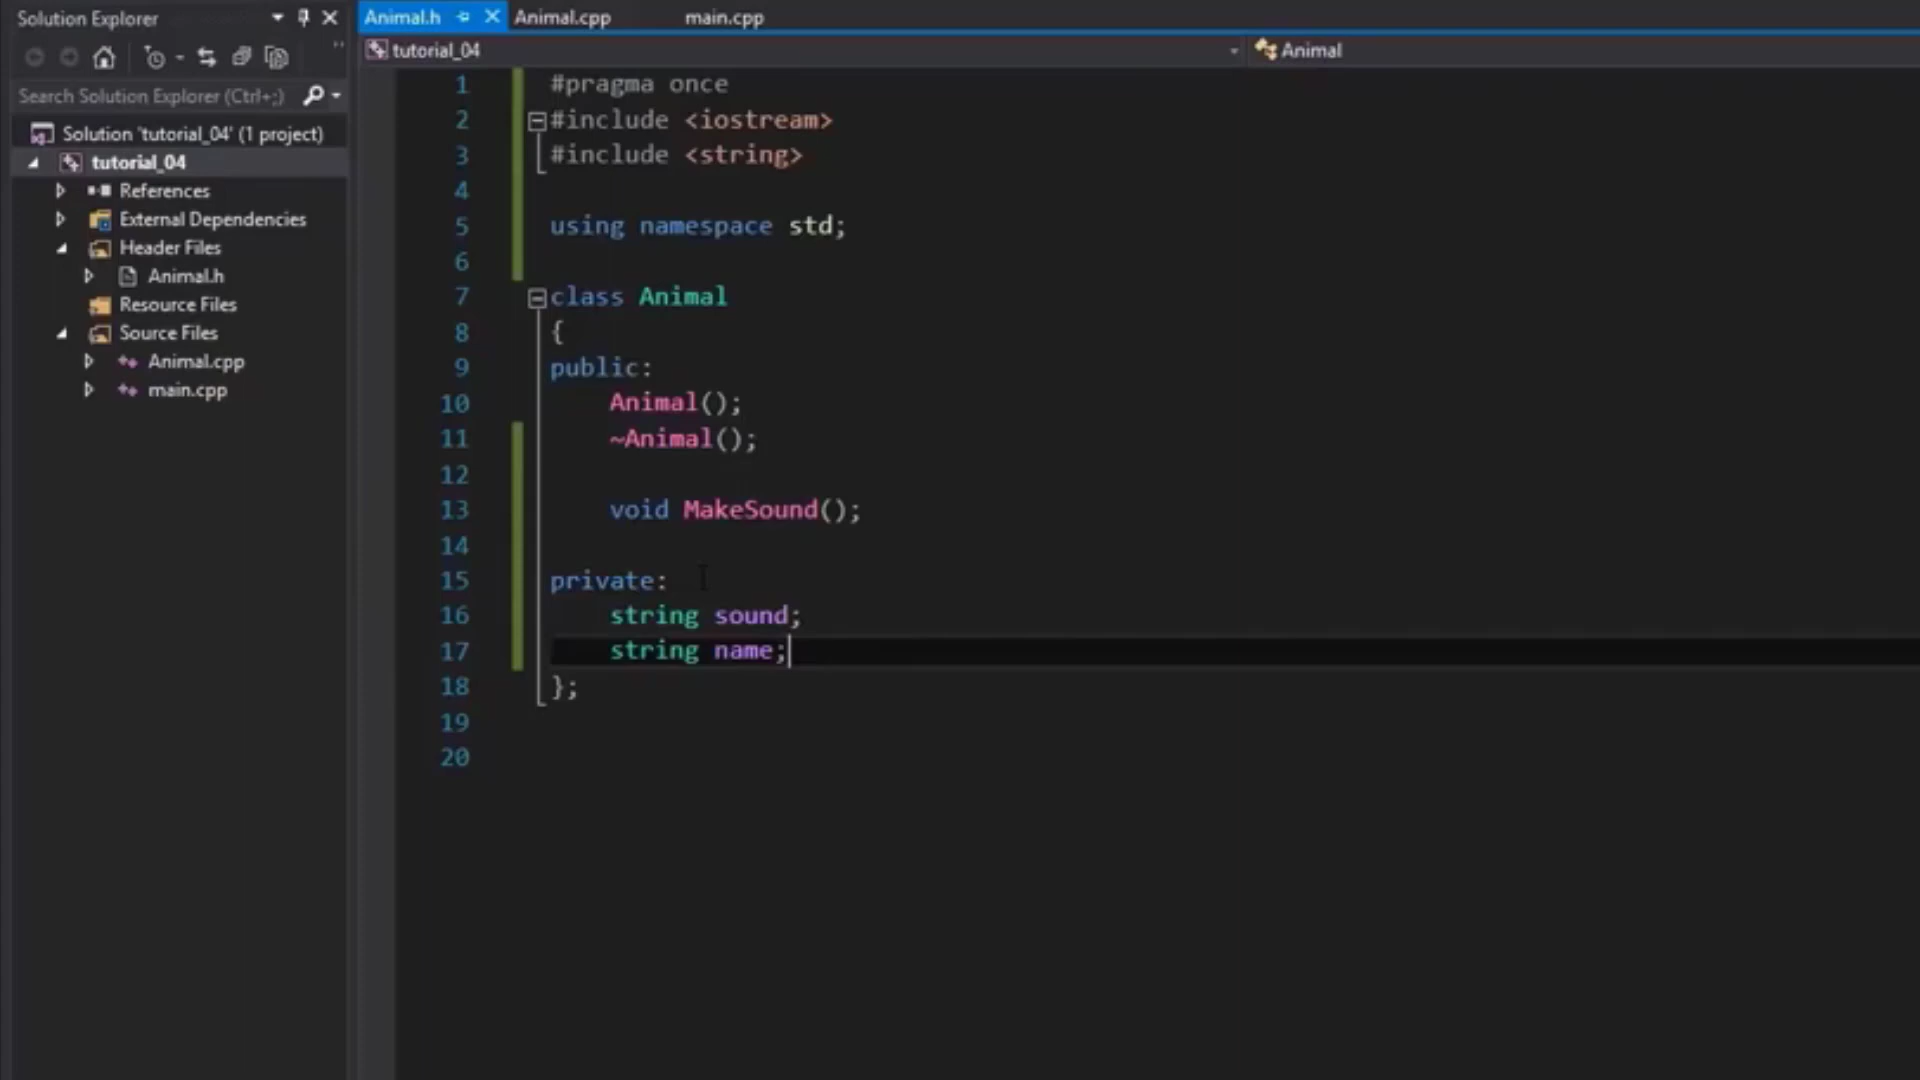 Solution Explorer
Search Solution Explorer (Ctrl+;)
Solution 'tutorial_04' (1 project)
tutorial_04
References
External Dependencies
Header Files
Animal.h
Resource Files
Source Files
Animal.cpp
main.cpp
Animal.h Animal.cpp main.cpp
tutorial_04 Animal
1 #pragma once
2 #include <iostream>
3 #include <string>
4
5 using namespace std;
6
7 class Animal
8 {
9 public:
10 Animal();
11 ~Animal();
12
13 void MakeSound();
14
15 private:
16 string sound;
17 string name;
18 };
19
20